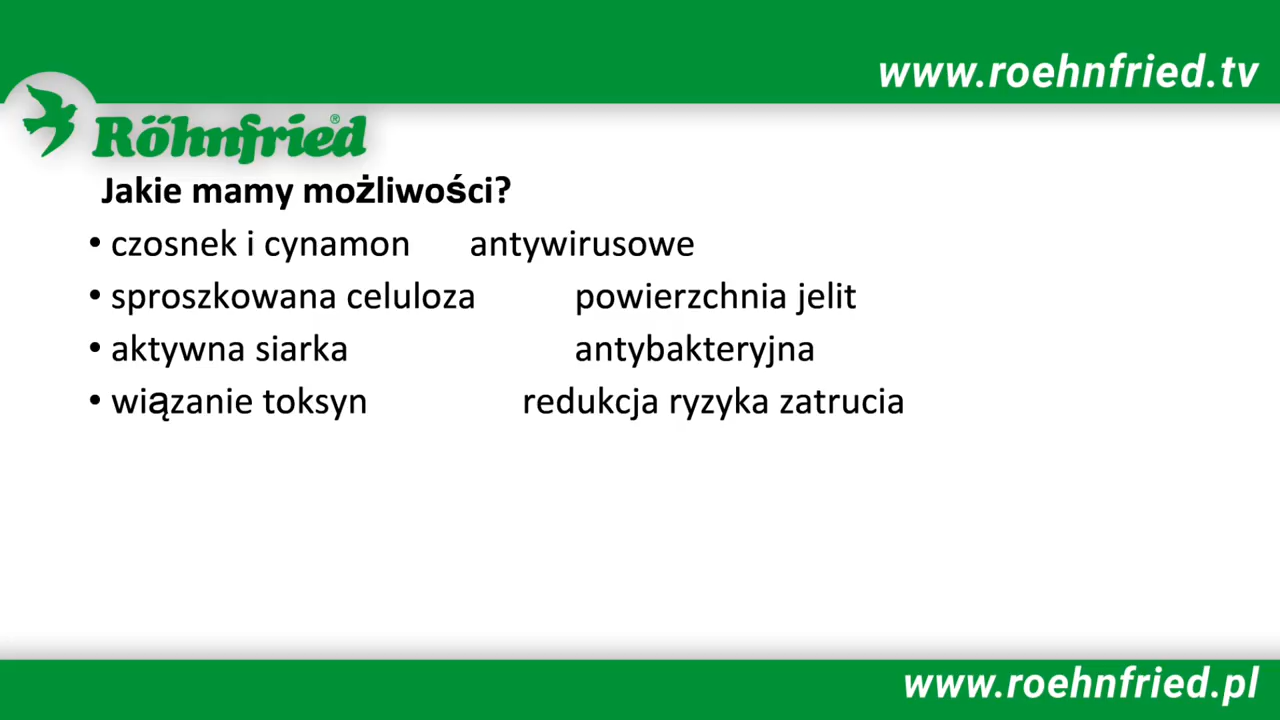 www.roehnfried.tv
Röhnfried®
Jakie mamy możliwości?
• czosnek i cynamon antywirusowe
• sproszkowana celuloza powierzchnia jelit
• aktywna siarka antybakteryjna
• wiązanie toksyn redukcja ryzyka zatrucia
www.roehnfried.pl